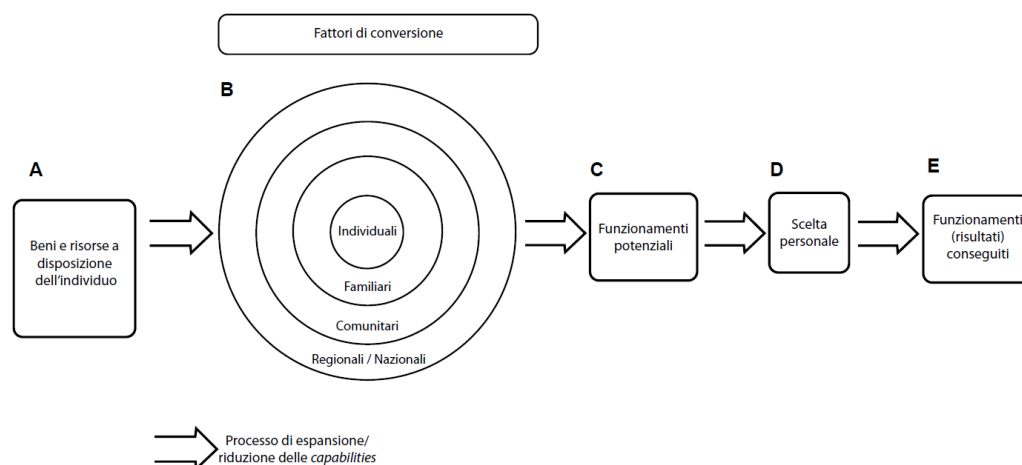 Fattori di conversione
B
A
C
D
E
Beni e risorse a
disposizione
dell'individuo
Individuali
Familiari
Comunitari
Regionali / Nazionali
Funzionamenti
potenziali
Scelta
personale
Funzionamenti
(risultati)
conseguiti
Processo di espansione/
riduzione delle capabilities